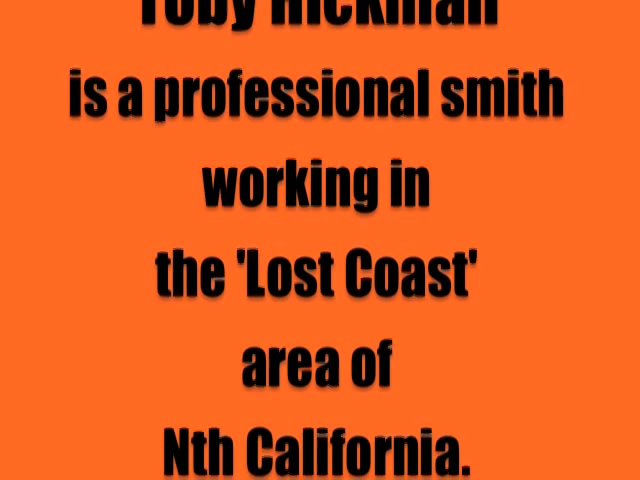 Toby Hickman
is a professional smith
working in
the 'Lost Coast'
area of
Nth California.